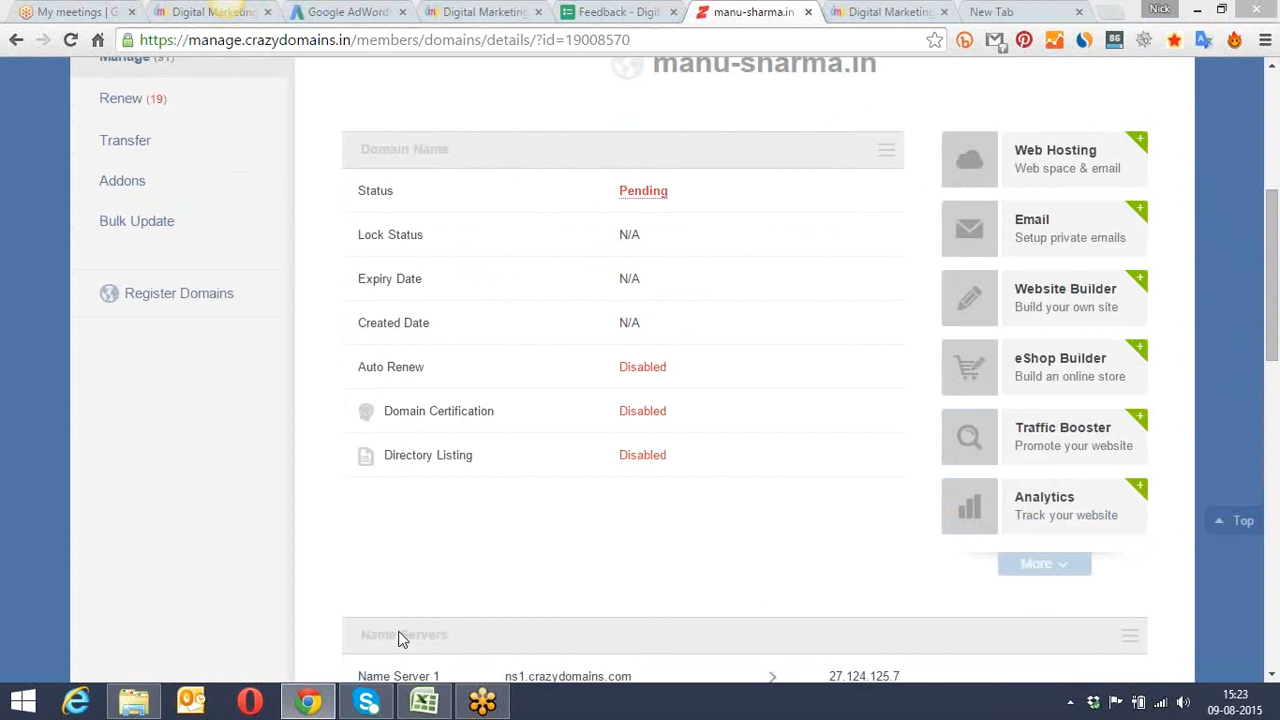 My meetings | G
Digital Marketing
Google AdWord
Digital Marketing
Feedback - Digit
manu-sharma.in
Digital Marketing
New Tab
Nick
https://manage.crazydomains.in/members/domains/details/?id=19008570
Manage (91)
Renew (19)
Transfer
Addons
Bulk Update
Register Domains
manu-sharma.in
Domain Name
Status Pending
Lock Status N/A
Expiry Date N/A
Created Date N/A
Auto Renew Disabled
Domain Certification Disabled
Directory Listing Disabled
Web Hosting
Web space & email
Email
Setup private emails
Website Builder
Build your own site
eShop Builder
Build an online store
Traffic Booster
Promote your website
Analytics
Track your website
More
Top
Name Servers
Name Server 1 ns1.crazydomains.com 27.124.125.7
15:23
09-08-2015